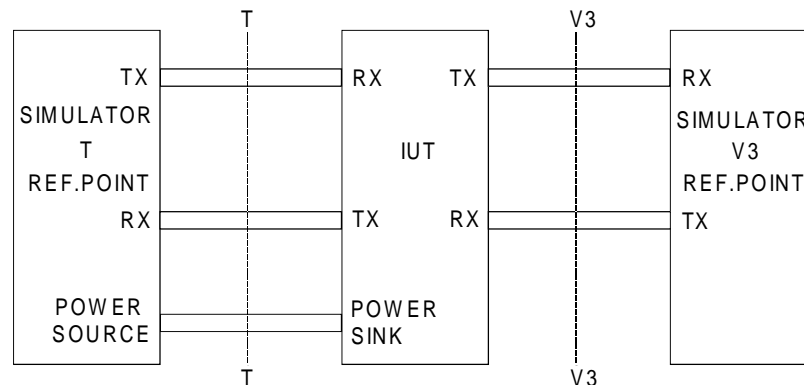 T
V3
TX
RX
TX
RX
SIMULATOR
T
REF.POINT
IUT
SIMULATOR
V3
REF.POINT
RX
TX
RX
TX
POWER
SOURCE
POWER
SINK
T
V3